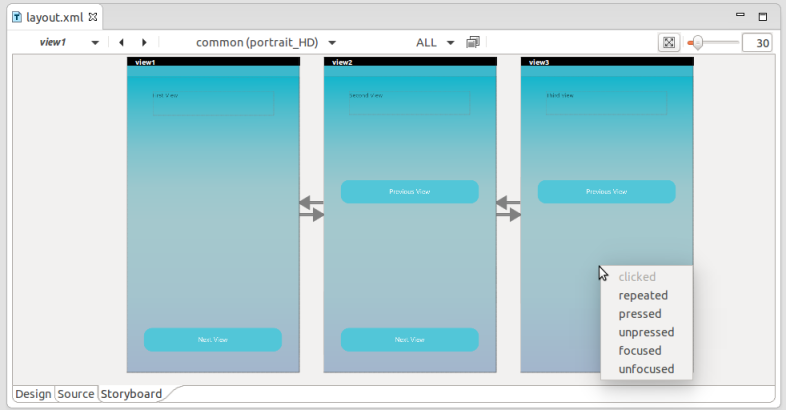 layout.xml
view1 common (portrait_HD) ALL 30
view1 view2 view3
First View Second View Third View
Previous View Previous View
clicked
repeated
pressed
unpressed
focused
unfocused
Next View Next View
Design Source Storyboard